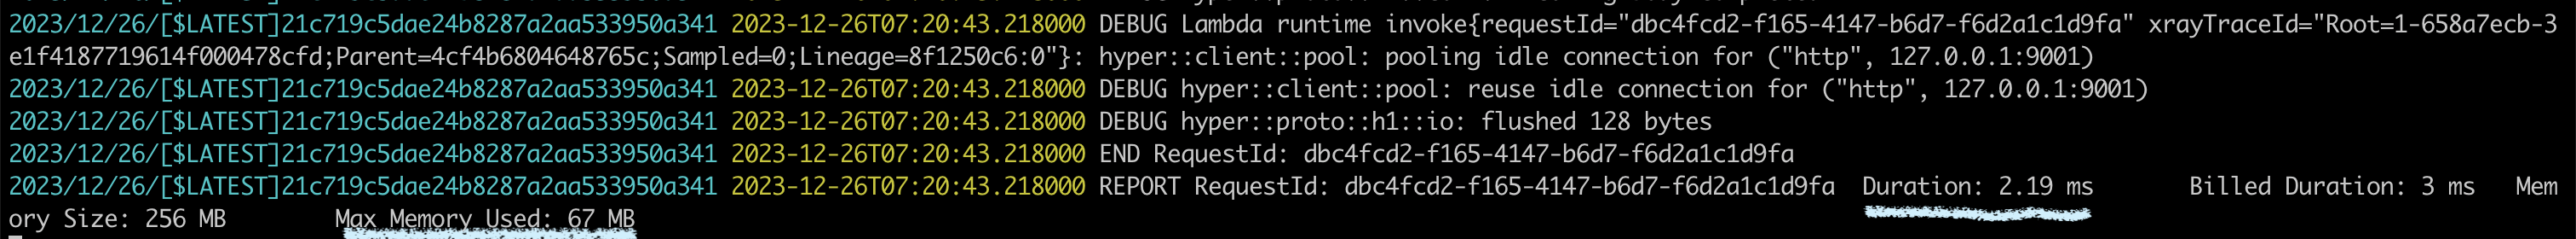 2023/12/26/[$LATEST]21c719c5dae24b8287a2aa533950a341 2023-12-26T07:20:43.218000 DEBUG Lambda runtime invoke{requestId="dbc4fcd2-f165-4147-b6d7-f6d2a1c1d9fa" xrayTraceId="Root=1-658a7ecb-3
e1f4187719614f000478cfd;Parent=4cf4b6804648765c;Sampled=0;Lineage=8f1250c6:0"}: hyper::client::pool: pooling idle connection for ("http", 127.0.0.1:9001)
2023/12/26/[$LATEST]21c719c5dae24b8287a2aa533950a341 2023-12-26T07:20:43.218000 DEBUG hyper::client::pool: reuse idle connection for ("http", 127.0.0.1:9001)
2023/12/26/[$LATEST]21c719c5dae24b8287a2aa533950a341 2023-12-26T07:20:43.218000 DEBUG hyper::proto::h1::io: flushed 128 bytes
2023/12/26/[$LATEST]21c719c5dae24b8287a2aa533950a341 2023-12-26T07:20:43.218000 END RequestId: dbc4fcd2-f165-4147-b6d7-f6d2a1c1d9fa
2023/12/26/[$LATEST]21c719c5dae24b8287a2aa533950a341 2023-12-26T07:20:43.218000 REPORT RequestId: dbc4fcd2-f165-4147-b6d7-f6d2a1c1d9fa Duration: 2.19 ms Billed Duration: 3 ms Mem
ory Size: 256 MB Max Memory Used: 67 MB